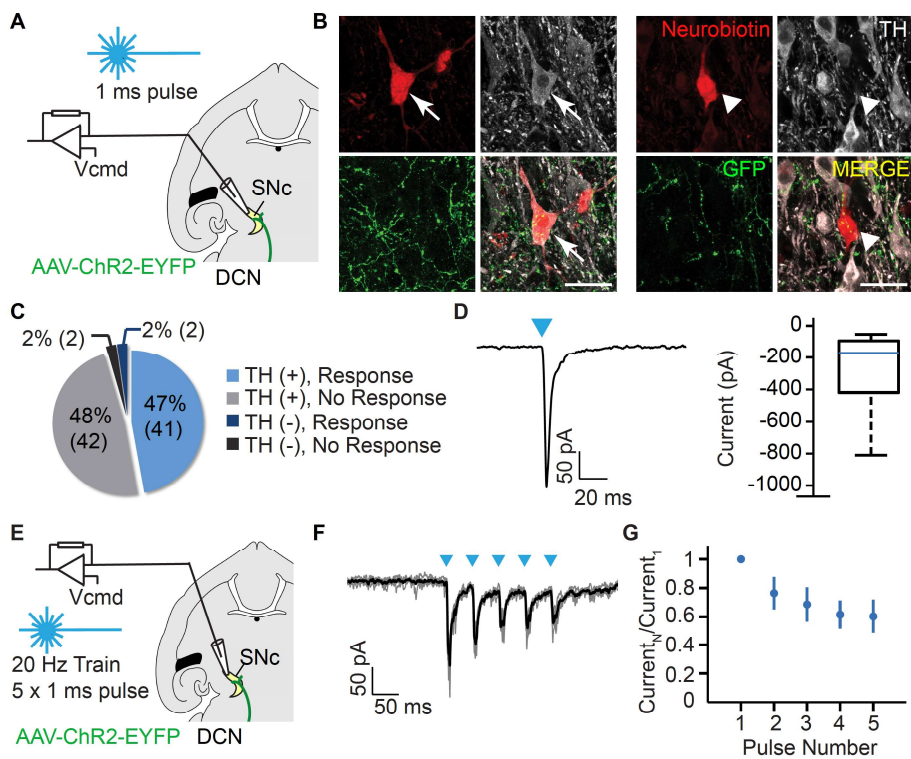 A
1 ms pulse
Vcmd
SNc
AAV-ChR2-EYFP
DCN
B
Neurobiotin
TH
GFP
MERGE
C
2% (2)
2% (2)
48%
(42)
47%
(41)
TH (+), Response
TH (+), No Response
TH (-), Response
TH (-), No Response
D
50 pA
20 ms
Current (pA)
0
-200
-400
-600
-800
-1000
E
Vcmd
20 Hz Train
5 x 1 ms pulse
SNc
AAV-ChR2-EYFP
DCN
F
50 pA
50 ms
G
CurrentN/Current1
1
0.8
0.6
0.4
0.2
0
1 2 3 4 5
Pulse Number